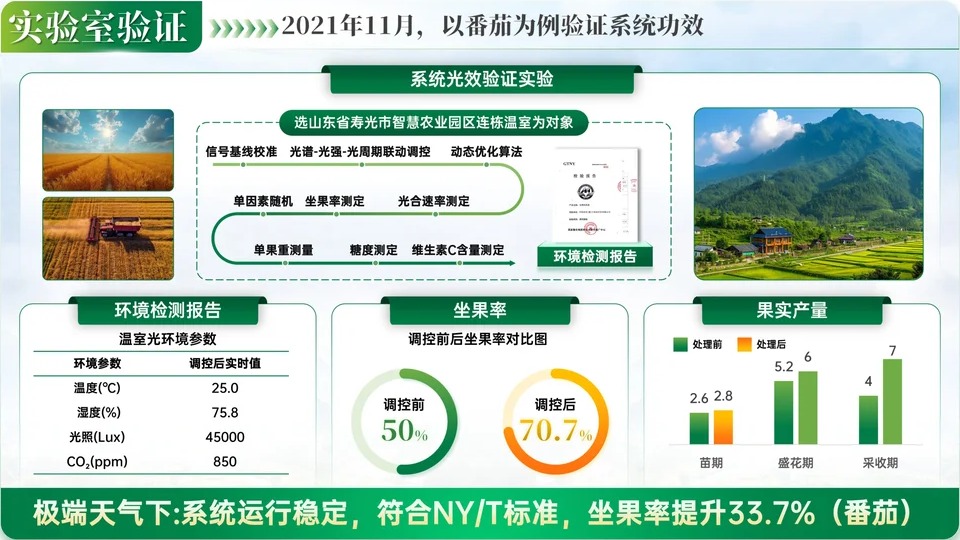 实验室验证
2021年11月，以番茄为例验证系统功效
系统光效验证实验
选山东省寿光市智慧农业园区连栋温室为对象
信号基线校准 光谱-光强-光周期联动调控 动态优化算法
单因素随机 坐果率测定 光合速率测定
单果重测量 糖度测定 维生素C含量测定
检测报告
环境检测报告
环境检测报告
温室光环境参数
环境参数 调控后实时值
温度(℃) 25.0
湿度(%) 75.8
光照(Lux) 45000
CO₂(ppm) 850
坐果率
调控前后坐果率对比图
调控前
50%
调控后
70.7%
果实产量
处理前 处理后
2.6 2.8 5.2 6 4 7
苗期 盛花期 采收期
极端天气下:系统运行稳定，符合NY/T标准，坐果率提升33.7%（番茄）